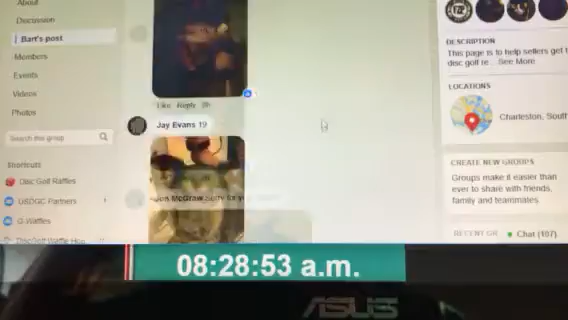 About
Discussion
Bart's post
Members
Events
Videos
Photos
Search this group
Shortcuts
Disc Golf Raffles
USDGC Partners
G-Waffles
DiscGolf Waffle Hop
Like Reply
Jay Evans 19
McGraw
DESCRIPTION
This page is to help sellers get t
disc golf re... See More
LOCATIONS
Charleston, South
CREATE NEW GROUPS
Groups make it easier than
ever to share with friends,
family and teammates.
RECENT GR
Chat (107)
08:28:53 a.m.
ASUS